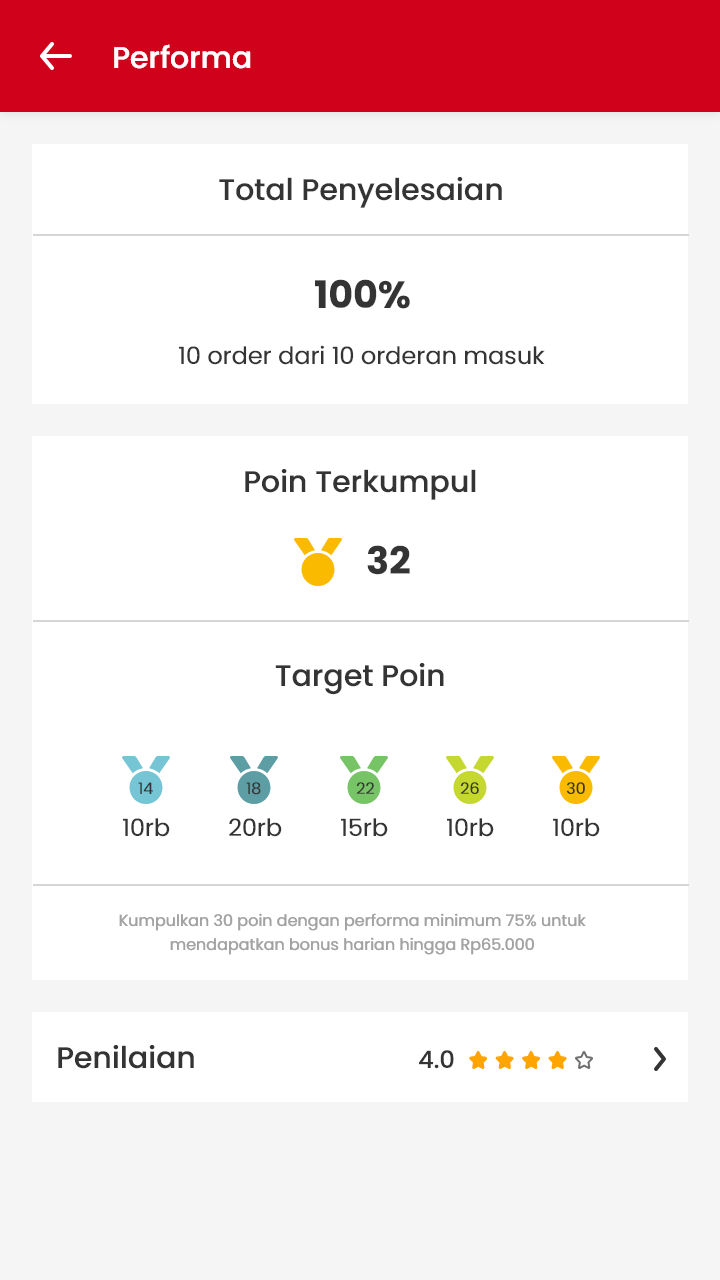 Performa
Total Penyelesaian
100%
10 order dari 10 orderan masuk
Poin Terkumpul
32
Target Poin
14 18 22 26 30
10rb 20rb 15rb 10rb 10rb
Kumpulkan 30 poin dengan performa minimum 75% untuk
mendapatkan bonus harian hingga Rp65.000
Penilaian 4.0